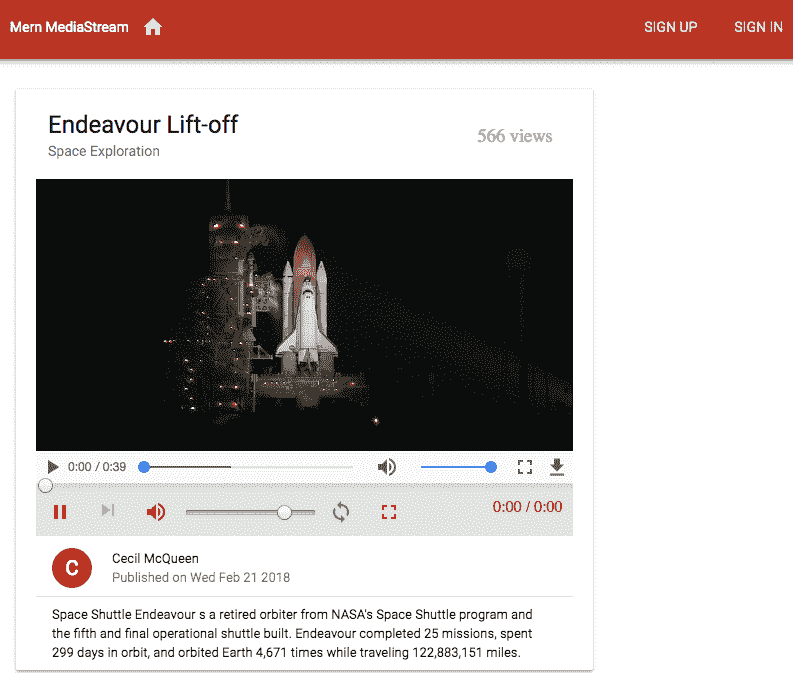 Mern MediaStream
SIGN UP
SIGN IN
Endeavour Lift-off
Space Exploration
566 views
0:00 / 0:39
0:00 / 0:00
C
Cecil McQueen
Published on Wed Feb 21 2018
Space Shuttle Endeavour s a retired orbiter from NASA's Space Shuttle program and
the fifth and final operational shuttle built. Endeavour completed 25 missions, spent
299 days in orbit, and orbited Earth 4,671 times while traveling 122,883,151 miles.